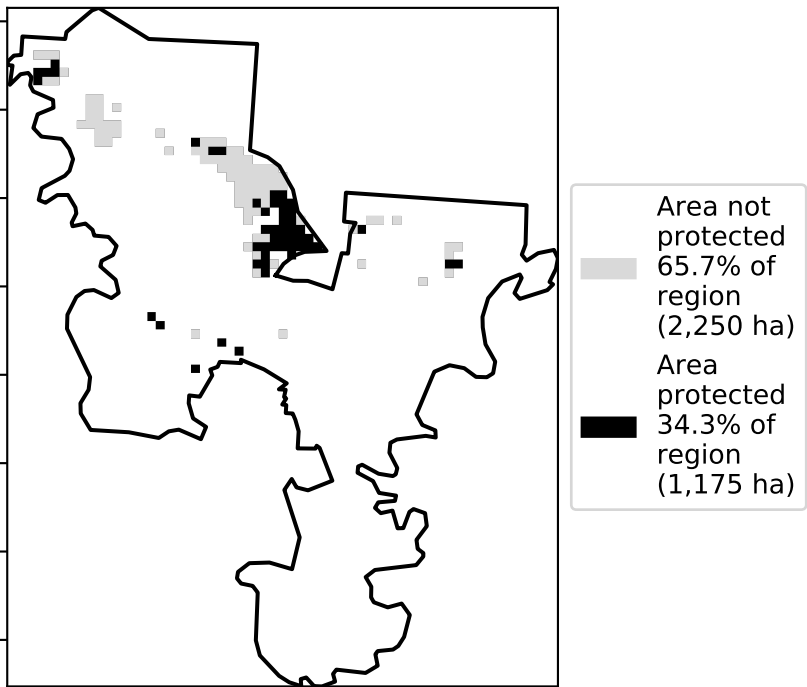 Area not
protected
65.7% of
region
(2,250 ha)
Area
protected
34.3% of
region
(1,175 ha)